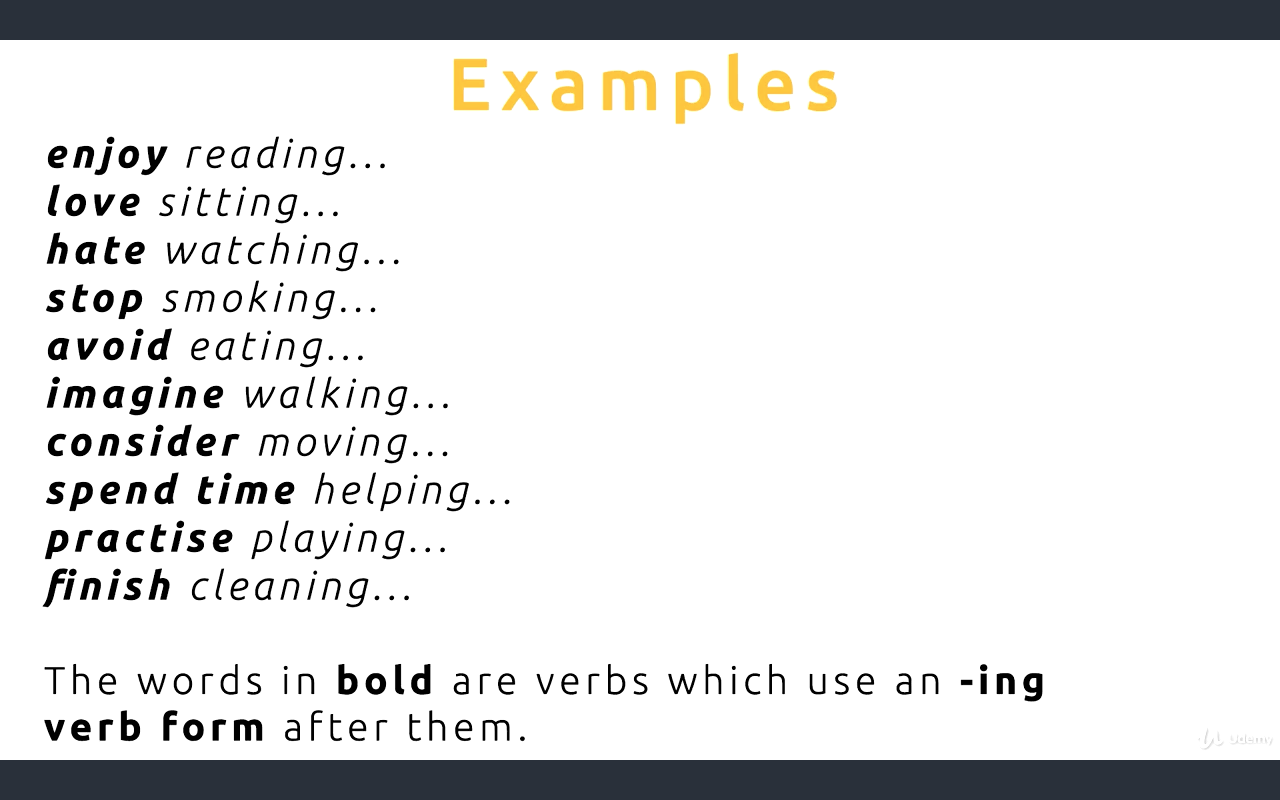 Examples
enjoy reading...
love sitting...
hate watching...
stop smoking...
avoid eating...
imagine walking...
consider moving...
spend time helping...
practise playing...
finish cleaning...
The words in bold are verbs which use an -ing
verb form after them.
Udemy